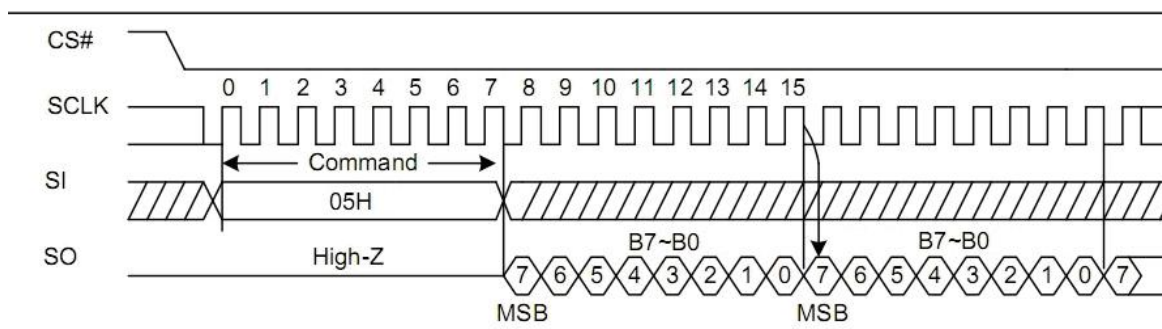 CS#
0 1 2 3 4 5 6 7 8 9 10 11 12 13 14 15
SCLK
Command
SI
05H
B7~B0 B7~B0
SO High-Z
7 6 5 4 3 2 1 0 7 6 5 4 3 2 1 0 7
MSB MSB